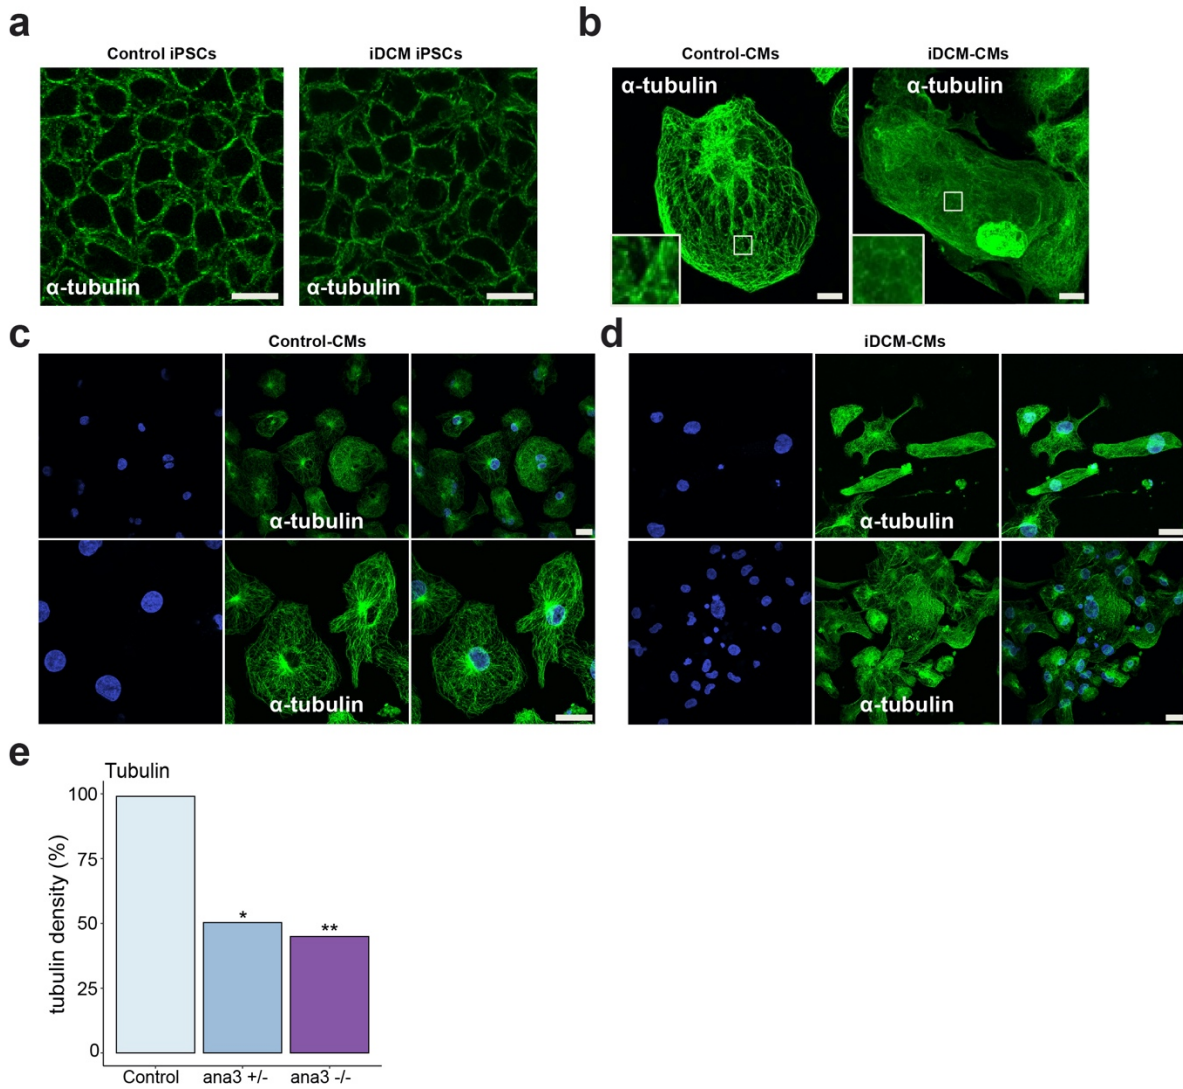 a
Control iPSCs
iDCM iPSCs
α-tubulin
α-tubulin
b
Control-CMs
iDCM-CMs
α-tubulin
α-tubulin
c
Control-CMs
α-tubulin
α-tubulin
d
iDCM-CMs
α-tubulin
α-tubulin
e
Tubulin
tubulin density (%)
100
75
50
25
0
*
**
Control
ana3 +/-
ana3 -/-